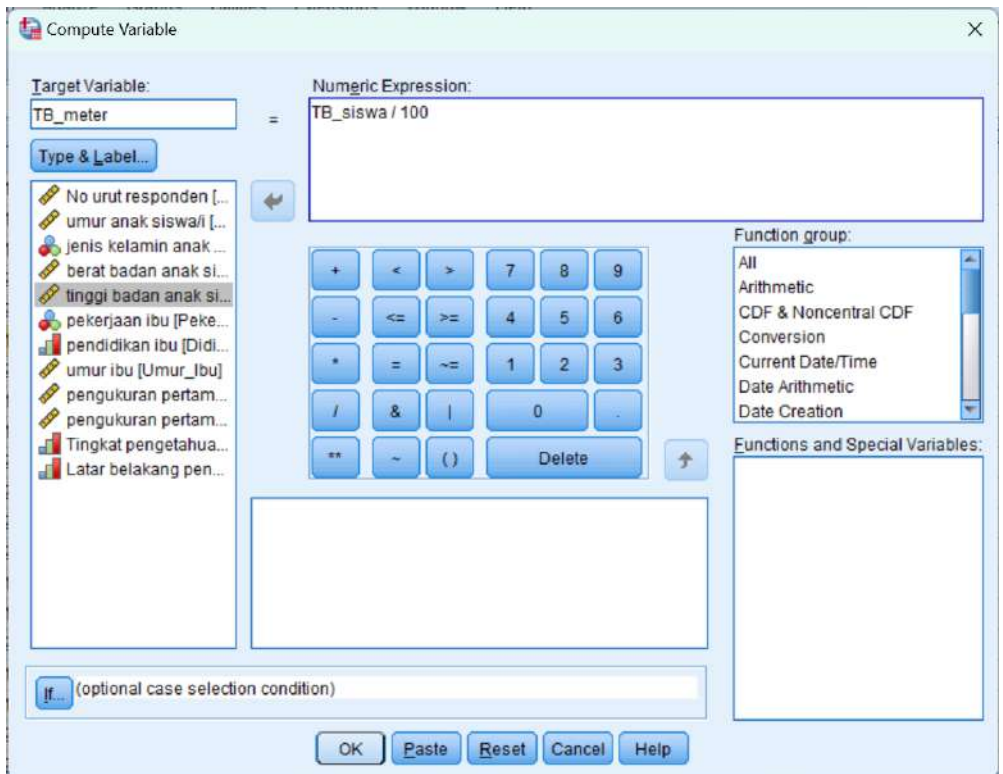 Compute Variable
Target Variable:
TB_meter
=
Numeric Expression:
TB_siswa / 100
Type & Label...
No urut responden [...
umur anak siswa/i [...
jenis kelamin anak ...
berat badan anak si...
tinggi badan anak si...
pekerjaan ibu [Peke...
pendidikan ibu [Didi...
umur ibu [Umur_Ibu]
pengukuran pertam...
pengukuran pertam...
Tingkat pengetahua...
Latar belakang pen...
+ < > 7 8 9
- <= >= 4 5 6
* = ~= 1 2 3
/ & | 0 .
** ~ ( ) Delete
Function group:
All
Arithmetic
CDF & Noncentral CDF
Conversion
Current Date/Time
Date Arithmetic
Date Creation
Functions and Special Variables:
If... (optional case selection condition)
OK Paste Reset Cancel Help